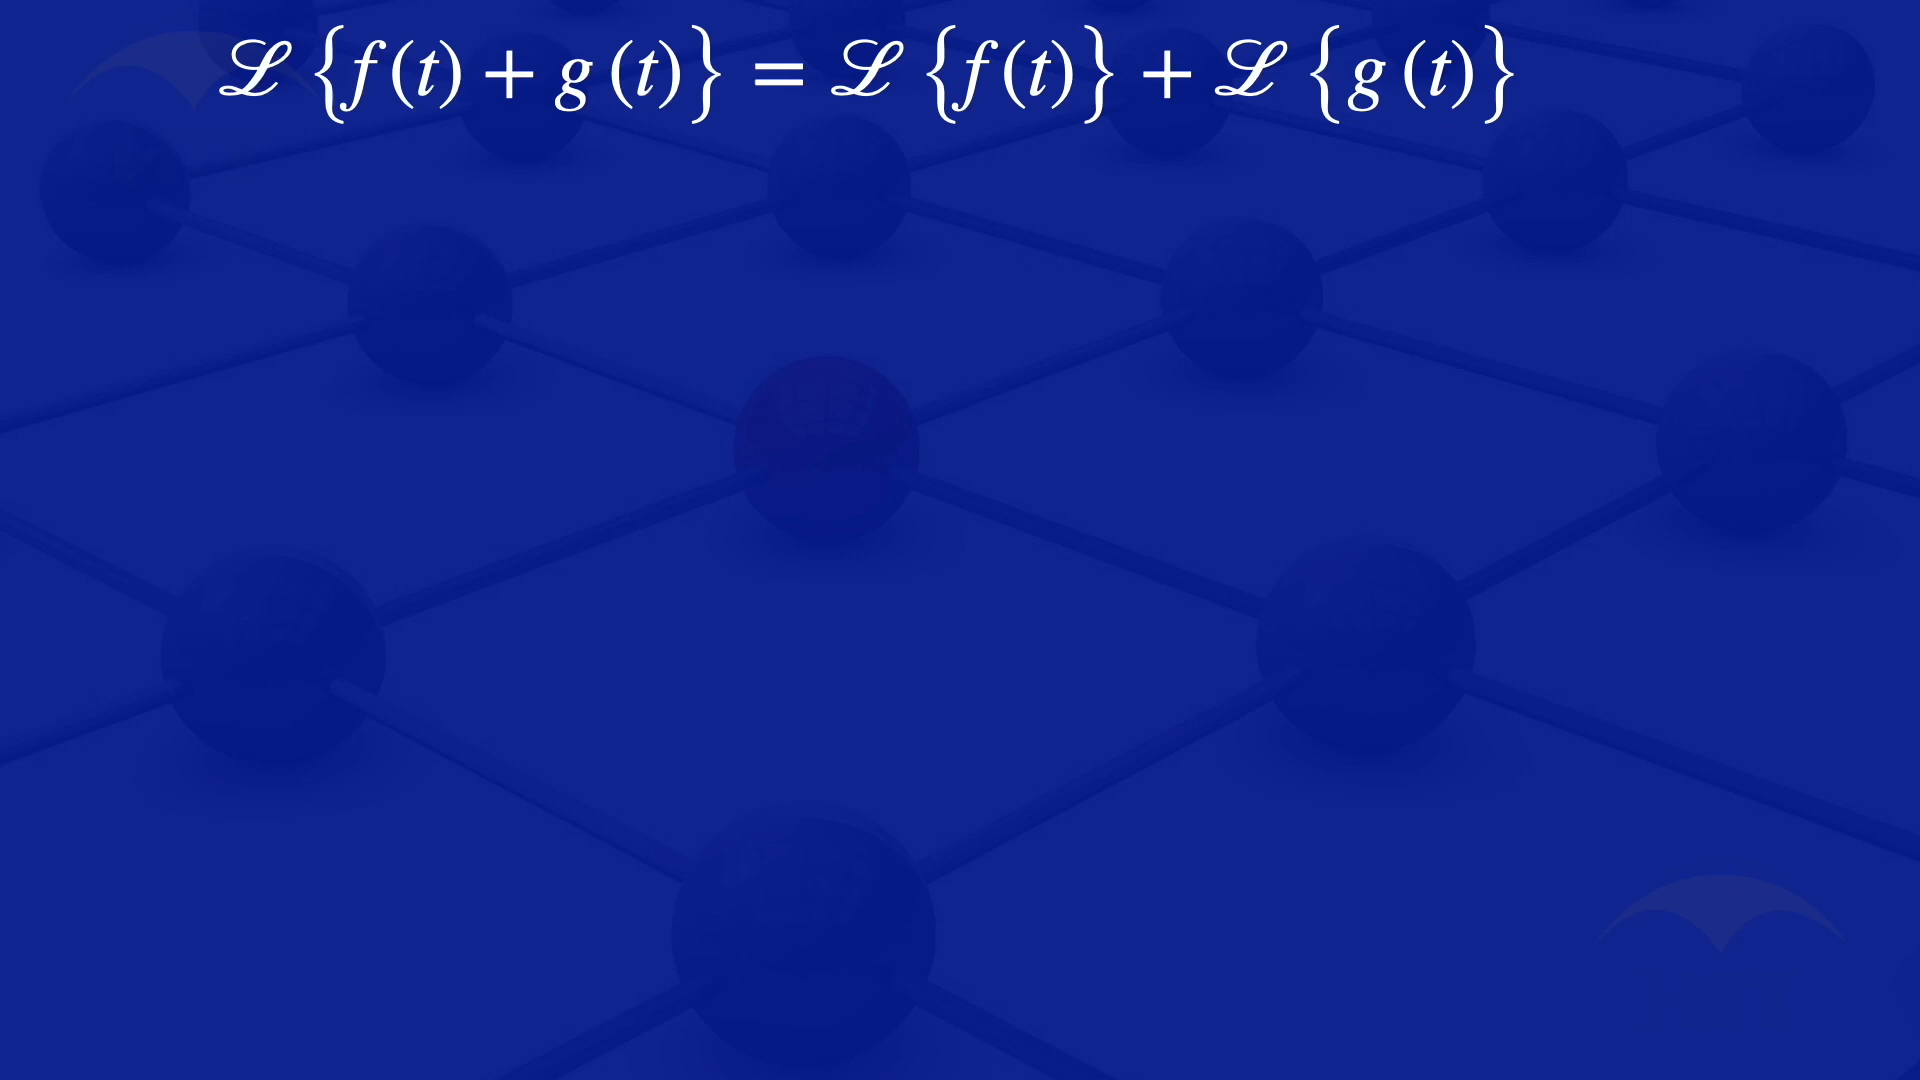 ℒ {f(t) + g(t)} = ℒ {f(t)} + ℒ {g(t)}